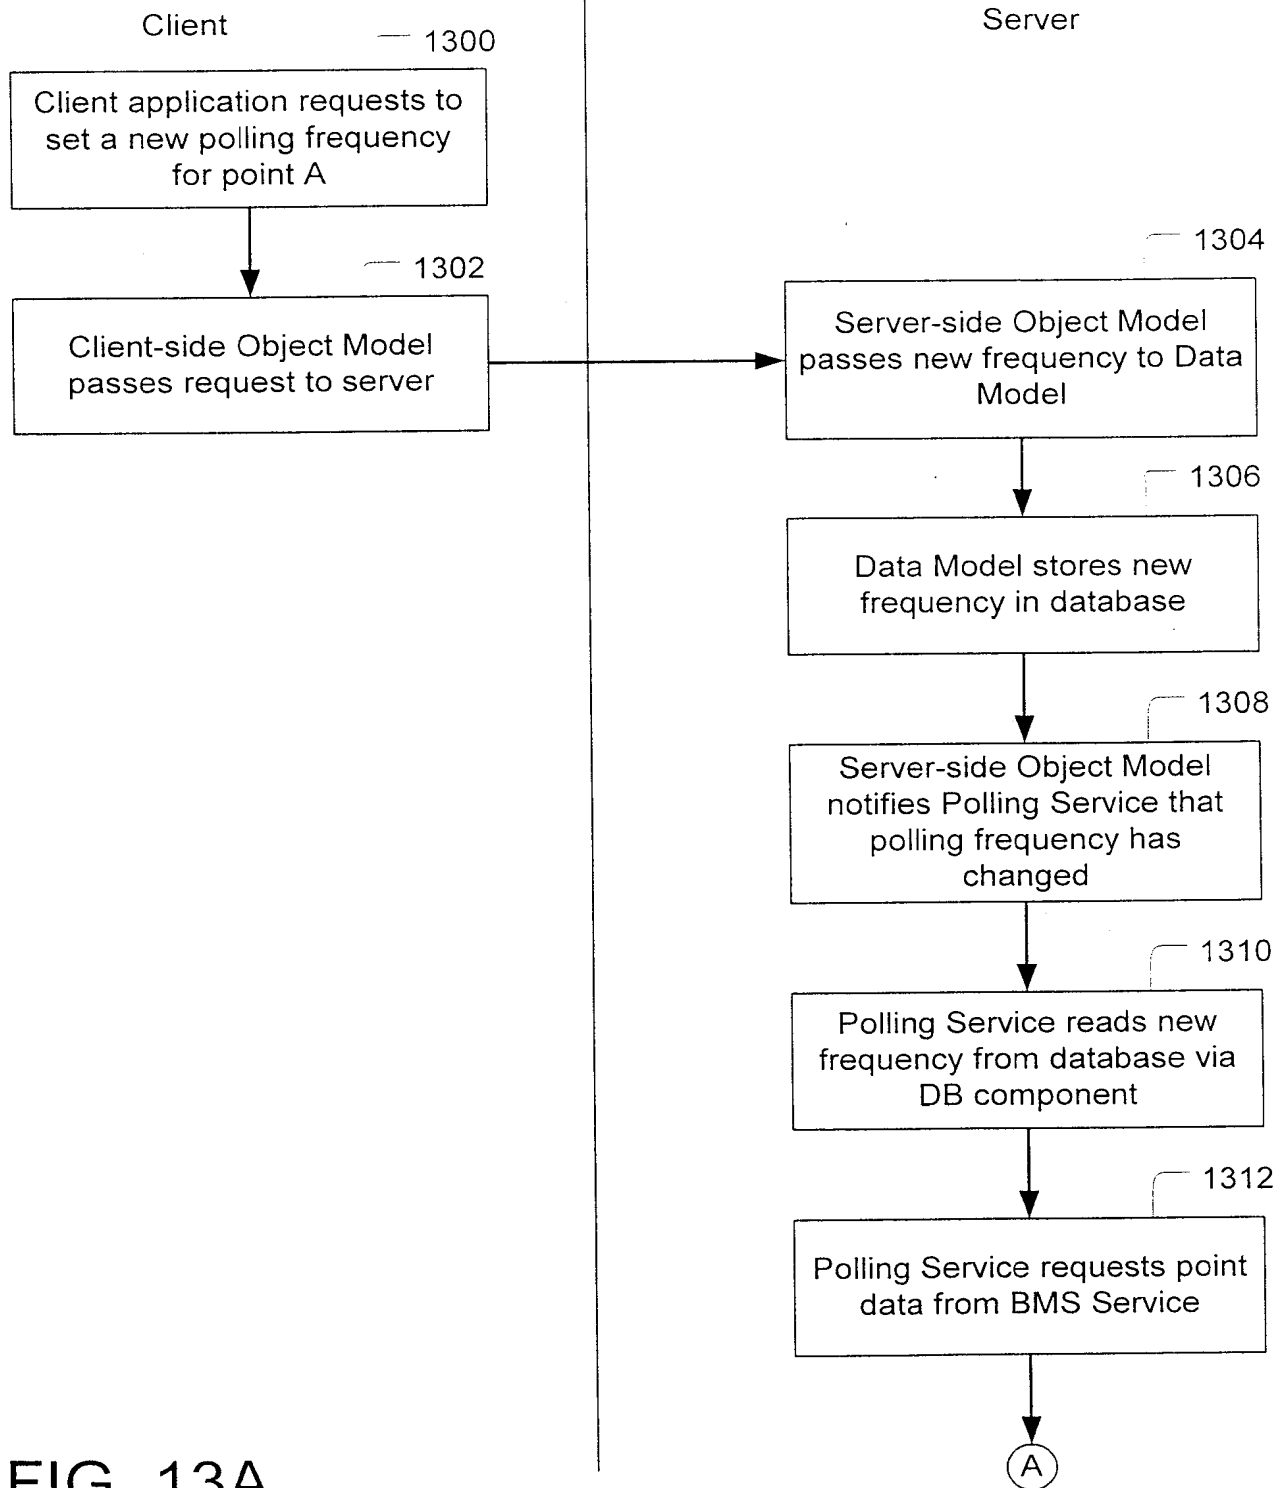 Client
Server
1300
Client application requests to
set a new polling frequency
for point A
1302
Client-side Object Model
passes request to server
1304
Server-side Object Model
passes new frequency to Data
Model
1306
Data Model stores new
frequency in database
1308
Server-side Object Model
notifies Polling Service that
polling frequency has
changed
1310
Polling Service reads new
frequency from database via
DB component
1312
Polling Service requests point
data from BMS Service
A
FIG. 13A